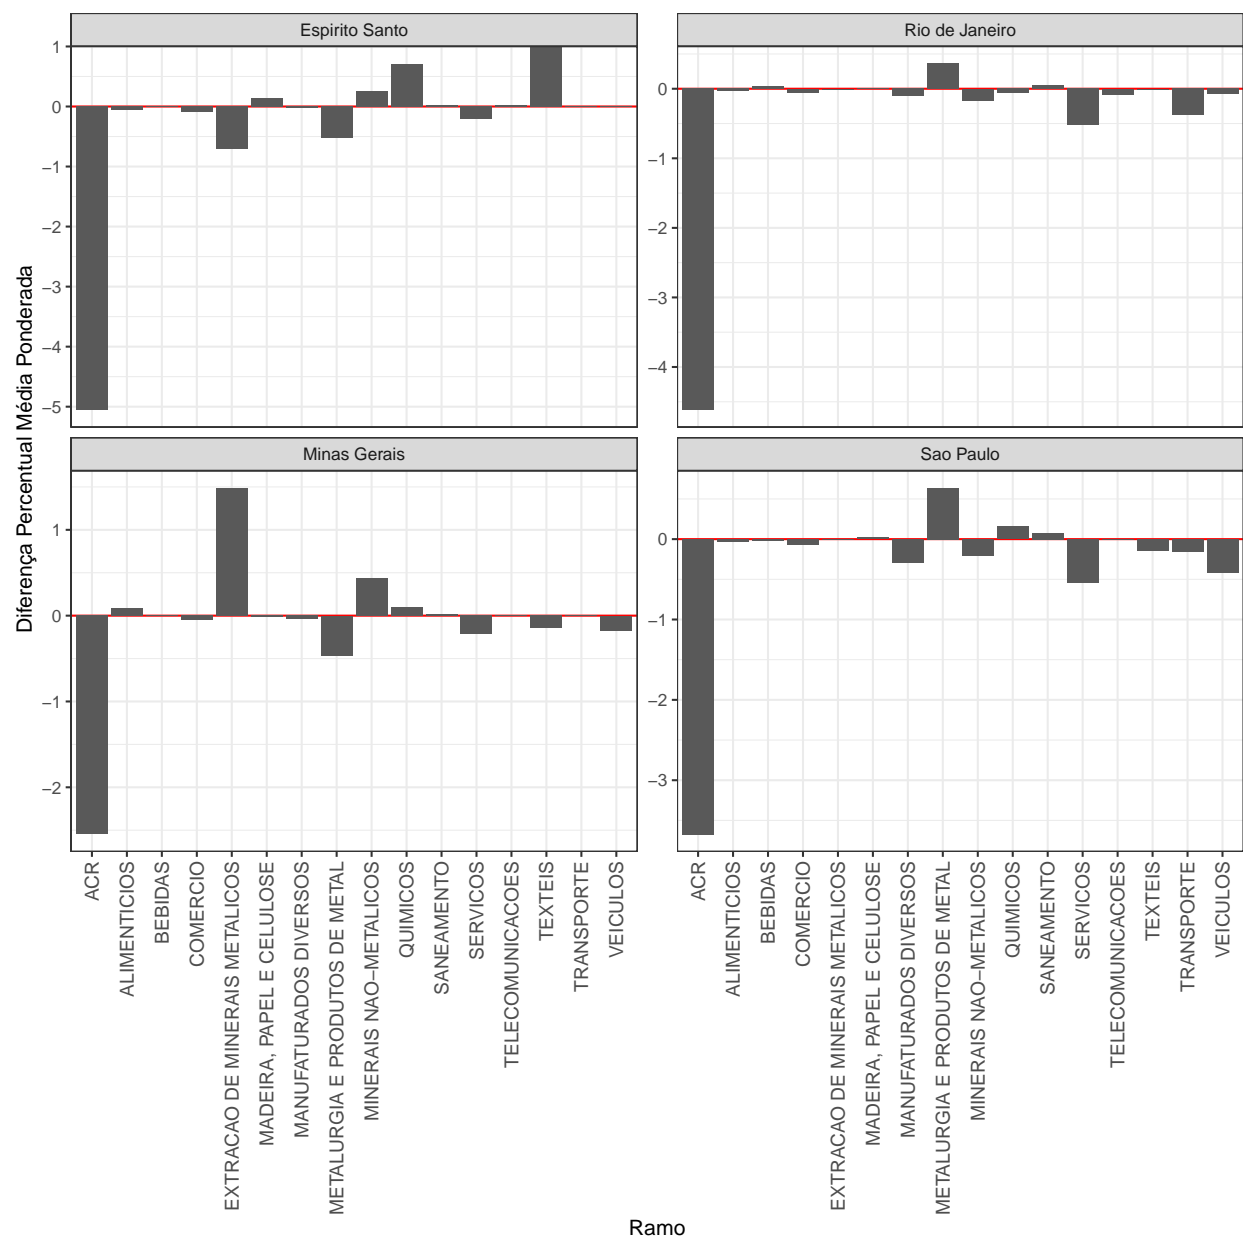 Espirito Santo
Rio de Janeiro
1
0
−1
−2
−3
−4
−5
0
−1
−2
−3
−4
Minas Gerais
Sao Paulo
1
0
−1
−2
0
−1
−2
−3
Diferença Percentual Média Ponderada
ACR
ALIMENTICIOS
BEBIDAS
COMERCIO
EXTRACAO DE MINERAIS METALICOS
MADEIRA, PAPEL E CELULOSE
MANUFATURADOS DIVERSOS
METALURGIA E PRODUTOS DE METAL
MINERAIS NAO−METALICOS
QUIMICOS
SANEAMENTO
SERVICOS
TELECOMUNICACOES
TEXTEIS
TRANSPORTE
VEICULOS
ACR
ALIMENTICIOS
BEBIDAS
COMERCIO
EXTRACAO DE MINERAIS METALICOS
MADEIRA, PAPEL E CELULOSE
MANUFATURADOS DIVERSOS
METALURGIA E PRODUTOS DE METAL
MINERAIS NAO−METALICOS
QUIMICOS
SANEAMENTO
SERVICOS
TELECOMUNICACOES
TEXTEIS
TRANSPORTE
VEICULOS
Ramo